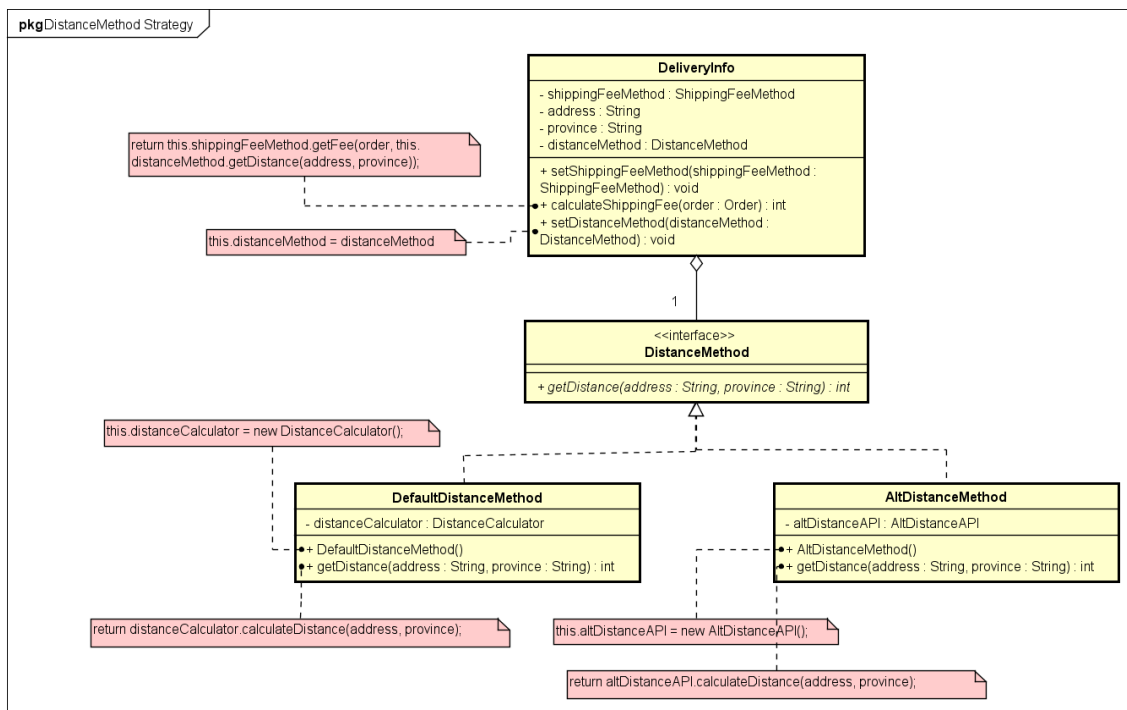 pkg DistanceMethod Strategy
DeliveryInfo
- shippingFeeMethod : ShippingFeeMethod
- address : String
- province : String
- distanceMethod : DistanceMethod
+ setShippingFeeMethod(shippingFeeMethod :
ShippingFeeMethod) : void
+ calculateShippingFee(order : Order) : int
+ setDistanceMethod(distanceMethod :
DistanceMethod) : void
return this.shippingFeeMethod.getFee(order, this.
distanceMethod.getDistance(address, province));
this.distanceMethod = distanceMethod
1
<<interface>>
DistanceMethod
+ getDistance(address : String, province : String) : int
this.distanceCalculator = new DistanceCalculator();
DefaultDistanceMethod
- distanceCalculator : DistanceCalculator
+ DefaultDistanceMethod()
+ getDistance(address : String, province : String) : int
AltDistanceMethod
- altDistanceAPI : AltDistanceAPI
+ AltDistanceMethod()
+ getDistance(address : String, province : String) : int
return distanceCalculator.calculateDistance(address, province);
this.altDistanceAPI = new AltDistanceAPI();
return altDistanceAPI.calculateDistance(address, province);